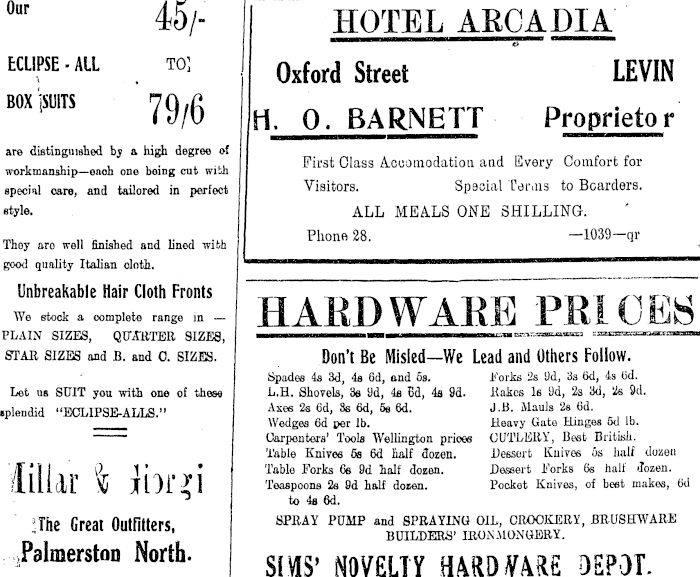 Our 45/-
ECLIPSE - ALL TO
BOX SUITS 79/6
are distinguished by a high degree of
workmanship—each one being cut with
special care, and tailored in perfect
style.
They are well finished and lined with
good quality Italian cloth.
Unbreakable Hair Cloth Fronts
We stock a complete range in —
PLAIN SIZES, QUARTER SIZES,
STAR SIZES and B. and C. SIZES.
Let us SUIT you with one of these
splendid "ECLIPSE-ALLS."
Millar & Giorgi
The Great Outfitters,
Palmerston North.
HOTEL ARCADIA
Oxford Street LEVIN
H. O. BARNETT Proprietor
First Class Accomodation and Every Comfort for
Visitors. Special Terms to Boarders.
ALL MEALS ONE SHILLING.
Phone 28. —1039—qr
HARDWARE PRICES
Don't Be Misled—We Lead and Others Follow.
Spades 4s 3d, 4s 6d, and 5s.
L.H. Shovels, 3s 9d, 4s 6d, 4s 9d.
Axes 2s 6d, 3s 6d, 5s 6d.
Wedges 6d per lb.
Carpenters' Tools Wellington prices
Table Knives 5s 6d half dozen.
Table Forks 6s 9d half dozen.
Teaspoons 2s 9d half dozen.
to 4s 6d.
Forks 2s 9d, 3s 6d, 4s 6d.
Rakes 1s 9d, 2s 3d, 2s 9d.
J.B. Mauls 2s 6d.
Heavy Gate Hinges 5d lb.
CUTLERY, Best British.
Dessert Knives 5s half dozen
Dessert Forks 6s half dozen.
Pocket Knives, of best makes, 6d
SPRAY PUMP and SPRAYING OIL, CROCKERY, BRUSHWARE
BUILDERS' IRONMONGERY.
SIMS' NOVELTY HARDWARE DEPOT.